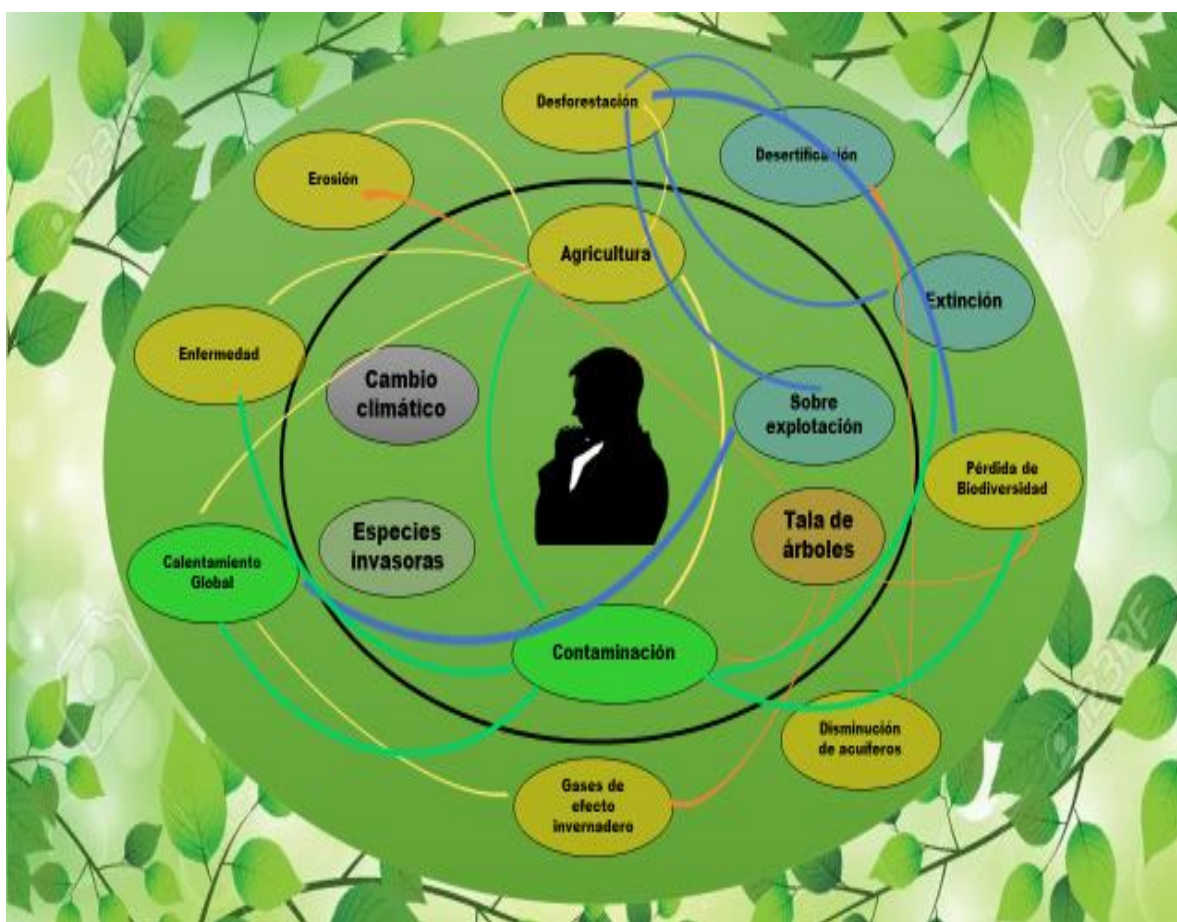 Desforestación
Desertificación
Erosión
Agricultura
Extinción
Enfermedad
Cambio
climático
Sobre
explotación
Pérdida de
Biodiversidad
Tala de
árboles
Especies
invasoras
Calentamiento
Global
Contaminación
Disminución
de acuíferos
Gases de
efecto
invernadero
123RF